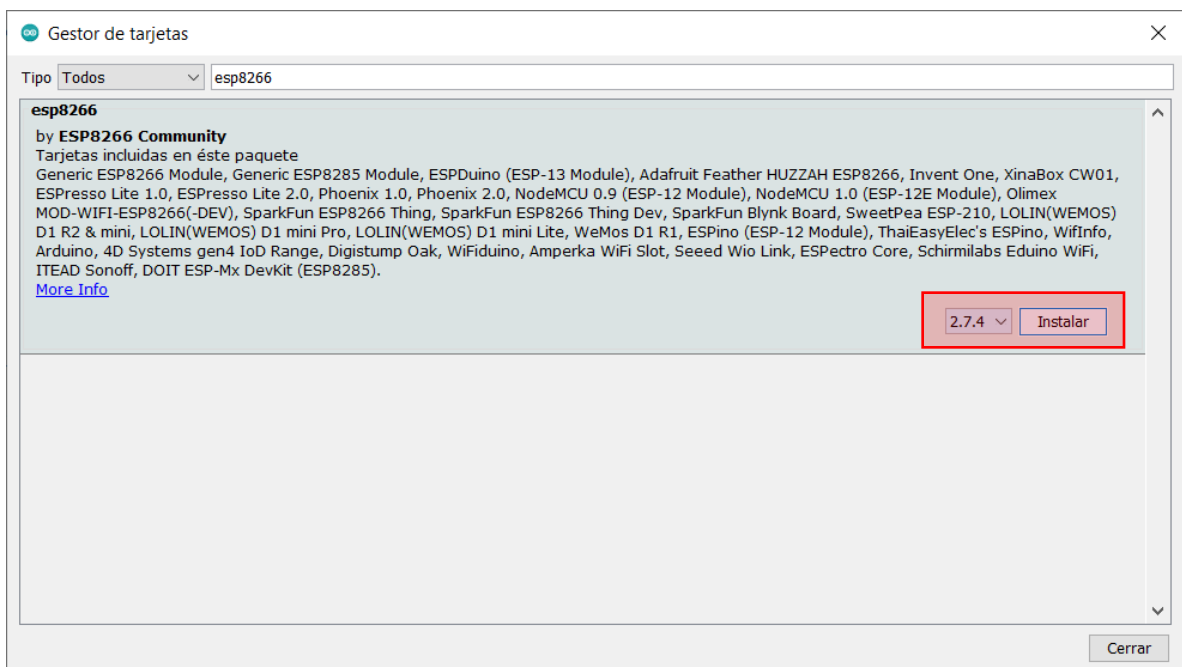 Gestor de tarjetas
Tipo Todos esp8266
esp8266
by ESP8266 Community
Tarjetas incluidas en éste paquete
Generic ESP8266 Module, Generic ESP8285 Module, ESPDuino (ESP-13 Module), Adafruit Feather HUZZAH ESP8266, Invent One, XinaBox CW01,
ESPresso Lite 1.0, ESPresso Lite 2.0, Phoenix 1.0, Phoenix 2.0, NodeMCU 0.9 (ESP-12 Module), NodeMCU 1.0 (ESP-12E Module), Olimex
MOD-WIFI-ESP8266(-DEV), SparkFun ESP8266 Thing, SparkFun ESP8266 Thing Dev, SparkFun Blynk Board, SweetPea ESP-210, LOLIN(WEMOS)
D1 R2 & mini, LOLIN(WEMOS) D1 mini Pro, LOLIN(WEMOS) D1 mini Lite, WeMos D1 R1, ESPino (ESP-12 Module), ThaiEasyElec's ESPino, WifInfo,
Arduino, 4D Systems gen4 IoD Range, Digistump Oak, WiFiduino, Amperka WiFi Slot, Seeed Wio Link, ESPectro Core, Schirmilabs Eduino WiFi,
ITEAD Sonoff, DOIT ESP-Mx DevKit (ESP8285).
More Info
2.7.4 Instalar
Cerrar